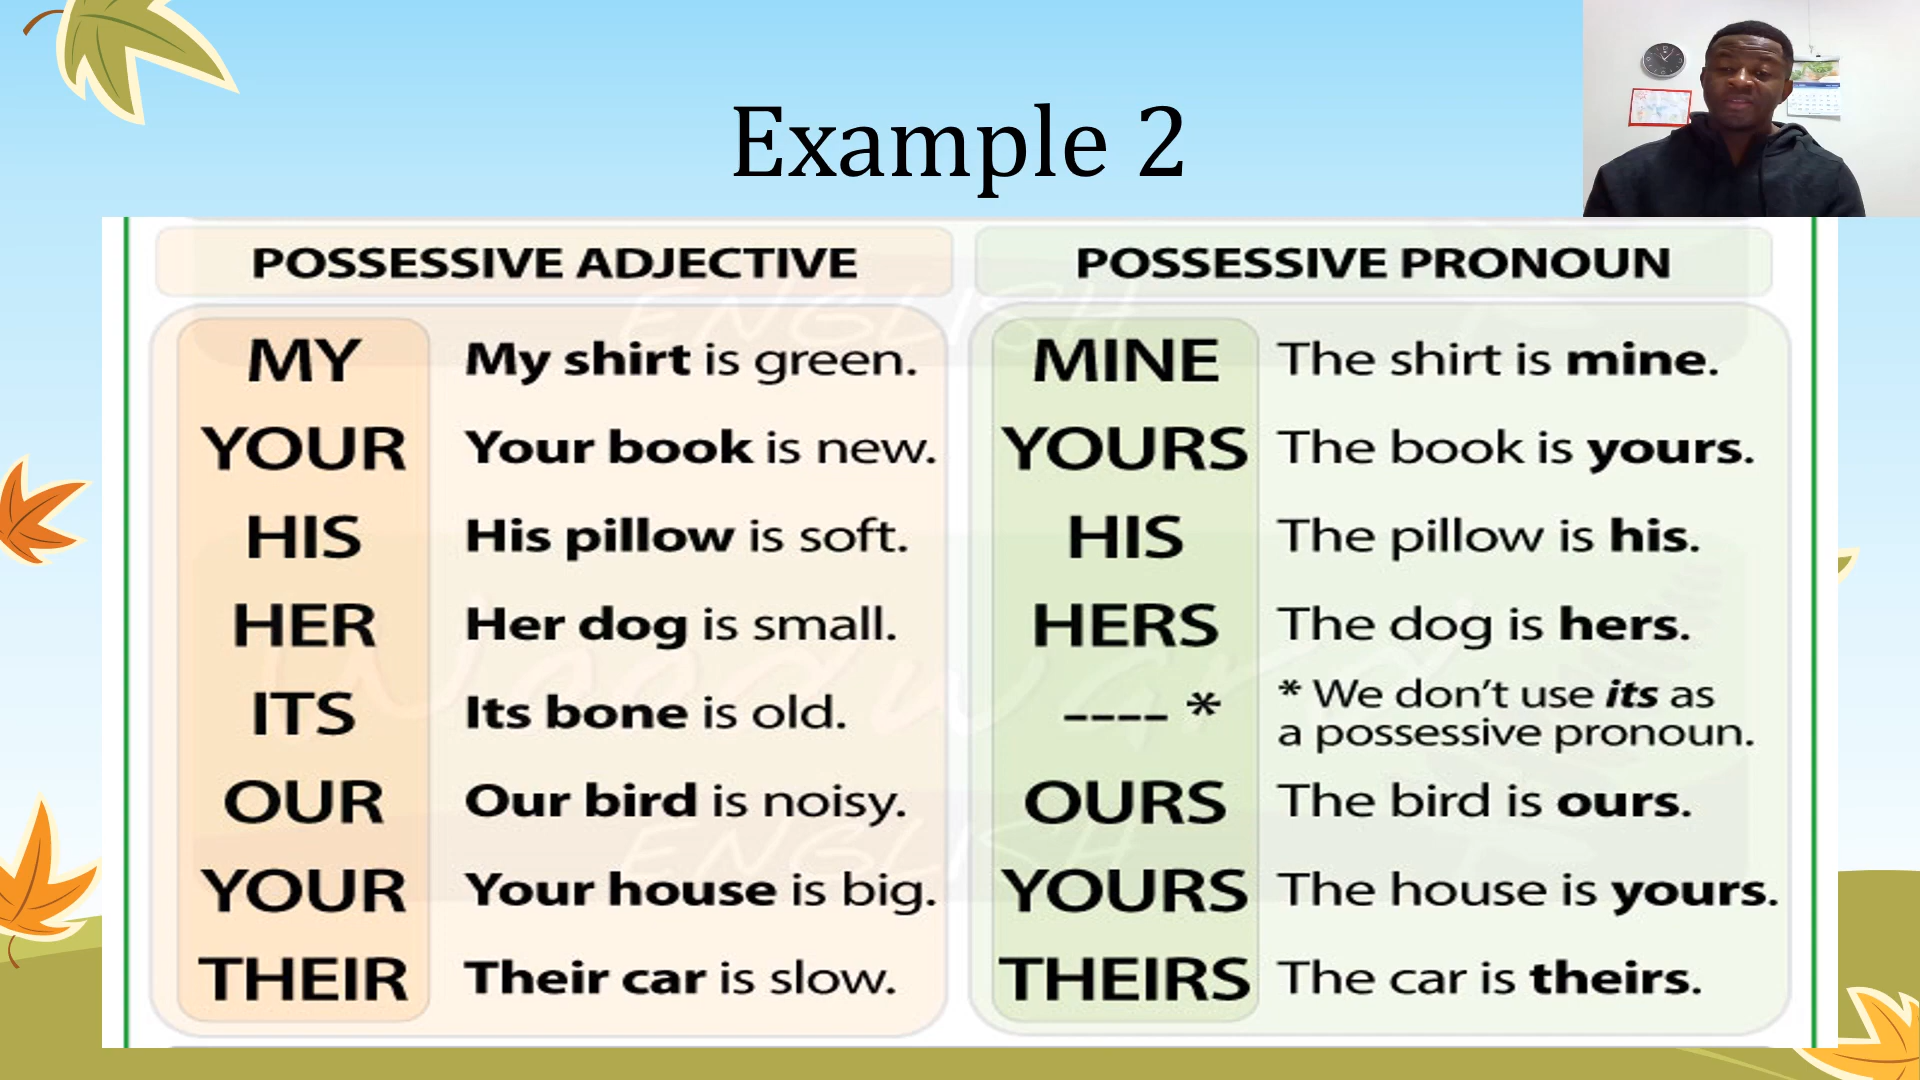 Example 2
POSSESSIVE ADJECTIVE POSSESSIVE PRONOUN
MY My shirt is green. MINE The shirt is mine.
YOUR Your book is new. YOURS The book is yours.
HIS His pillow is soft. HIS The pillow is his.
HER Her dog is small. HERS The dog is hers.
ITS Its bone is old. ---- * * We don't use its as
a possessive pronoun.
OUR Our bird is noisy. OURS The bird is ours.
YOUR Your house is big. YOURS The house is yours.
THEIR Their car is slow. THEIRS The car is theirs.
Woodward
ENGLISH